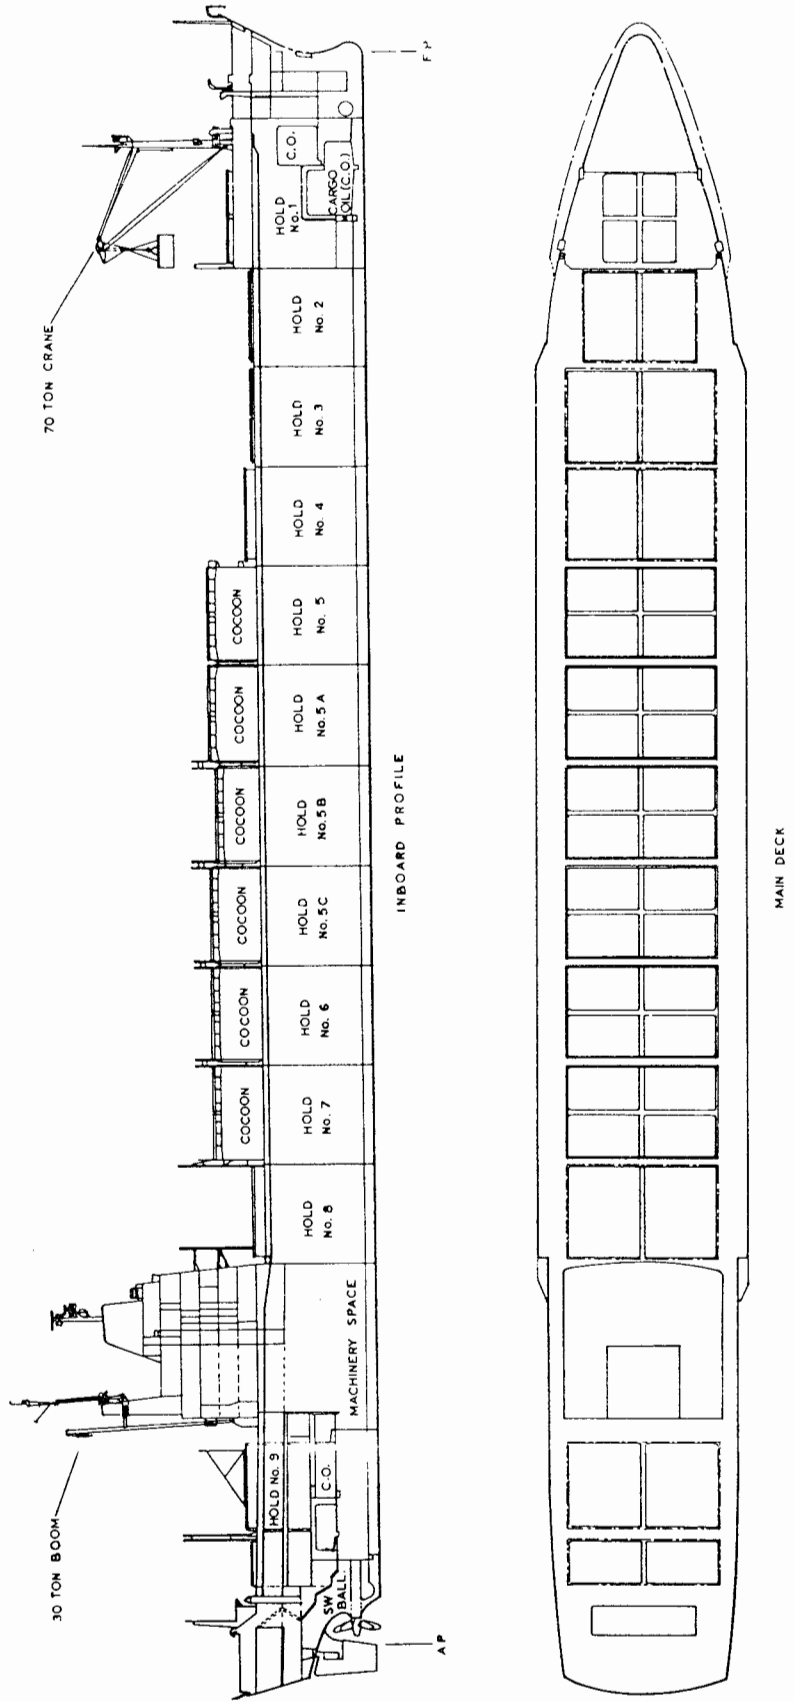 70 TON CRANE
30 TON BOOM
COCOON
COCOON
COCOON
COCOON
COCOON
COCOON
SW
BALL.
HOLD No. 9
C.O.
MACHINERY SPACE
HOLD
No. 8
HOLD
No. 7
HOLD
No. 6
HOLD
No. 5C
HOLD
No. 5B
HOLD
No. 5A
HOLD
No. 5
HOLD
No. 4
HOLD
No. 3
HOLD
No. 2
HOLD
No. 1
C.O.
CARGO
OIL (C.O.)
AP
FP
INBOARD PROFILE
MAIN DECK